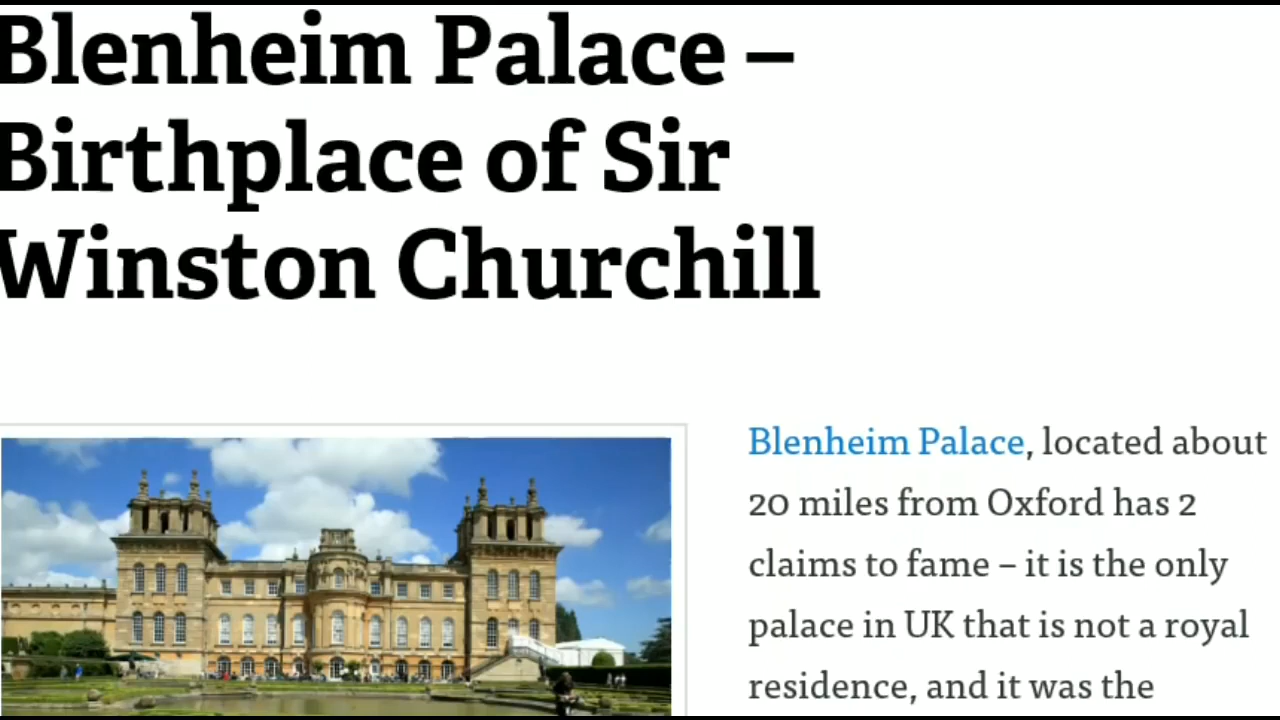 Blenheim Palace –
Birthplace of Sir
Winston Churchill
Blenheim Palace, located about
20 miles from Oxford has 2
claims to fame – it is the only
palace in UK that is not a royal
residence, and it was the